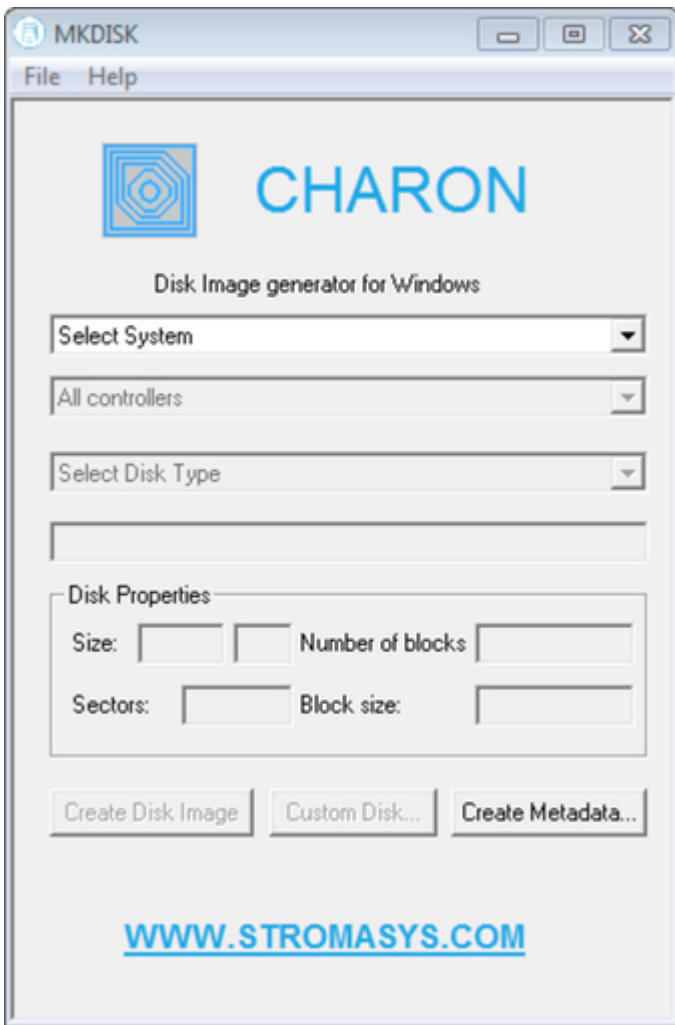 MKDISK
File Help
CHARON
Disk Image generator for Windows
Select System
All controllers
Select Disk Type
Disk Properties
Size: Number of blocks
Sectors: Block size:
Create Disk Image Custom Disk... Create Metadata...
WWW.STROMASYS.COM